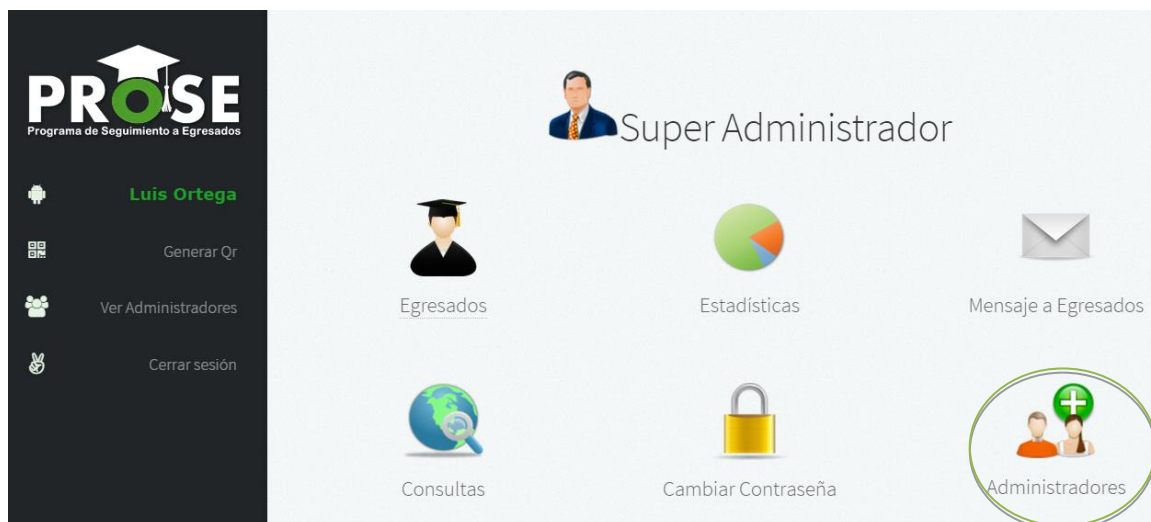 PROSE
Programa de Seguimiento a Egresados
Luis Ortega
Generar Qr
Ver Administradores
Cerrar sesión
Super Administrador
Egresados
Estadísticas
Mensaje a Egresados
Consultas
Cambiar Contraseña
Administradores